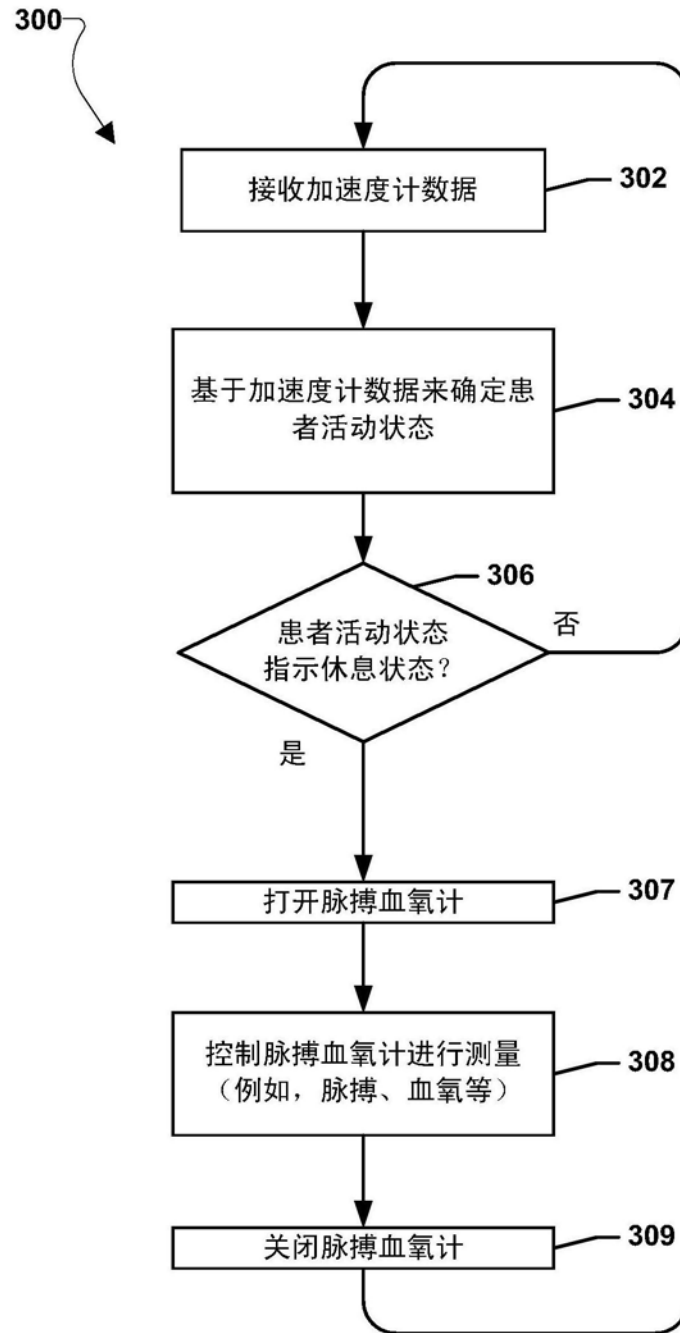 300
接收加速度计数据
302
基于加速度计数据来确定患
者活动状态
304
306
患者活动状态
指示休息状态？
否
是
打开脉搏血氧计
307
控制脉搏血氧计进行测量
（例如，脉搏、血氧等）
308
关闭脉搏血氧计
309